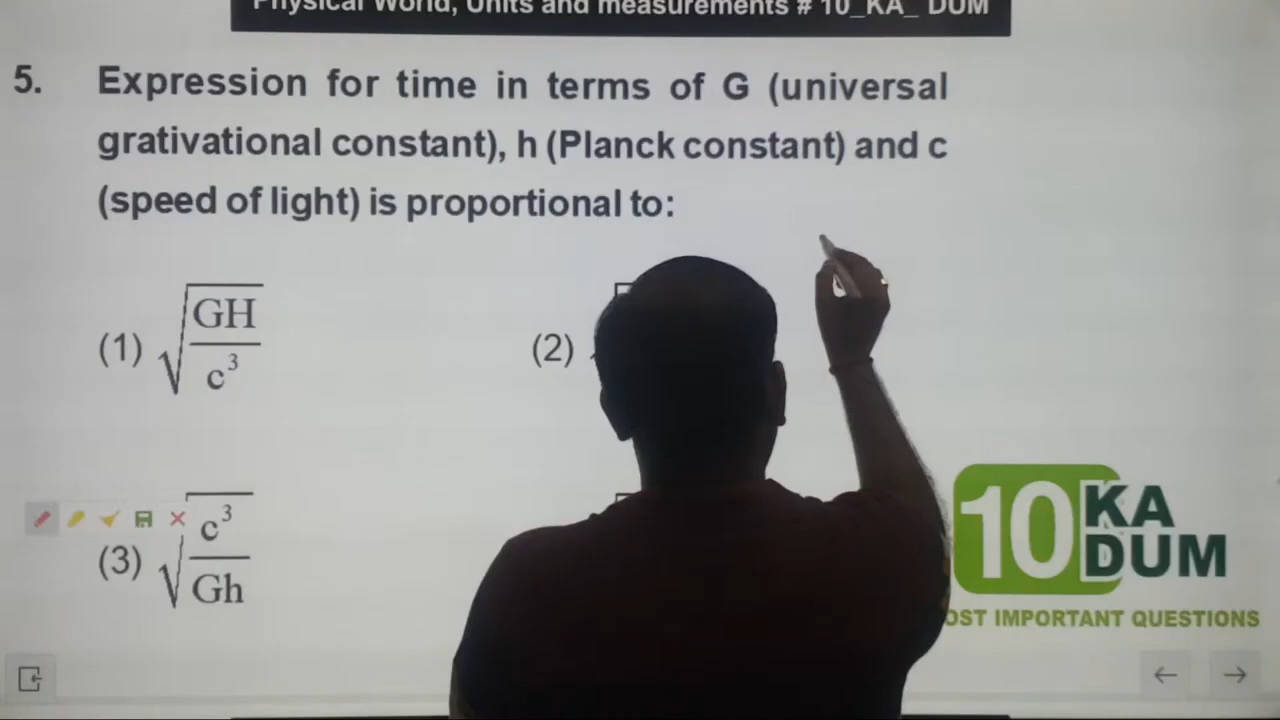 Physical World, Units and measurements # 10_KA_ DUM
5. Expression for time in terms of G (universal
grativational constant), h (Planck constant) and c
(speed of light) is proportional to:
(1) √(GH/c³)
(2)
(3) √(c³/Gh)
10 KA
DUM
OST IMPORTANT QUESTIONS